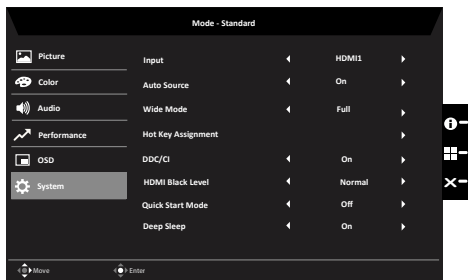 Mode - Standard
Picture
Color
Audio
Performance
OSD
System
Input HDMI1
Auto Source On
Wide Mode Full
Hot Key Assignment
DDC/CI On
HDMI Black Level Normal
Quick Start Mode Off
Deep Sleep On
Move Enter